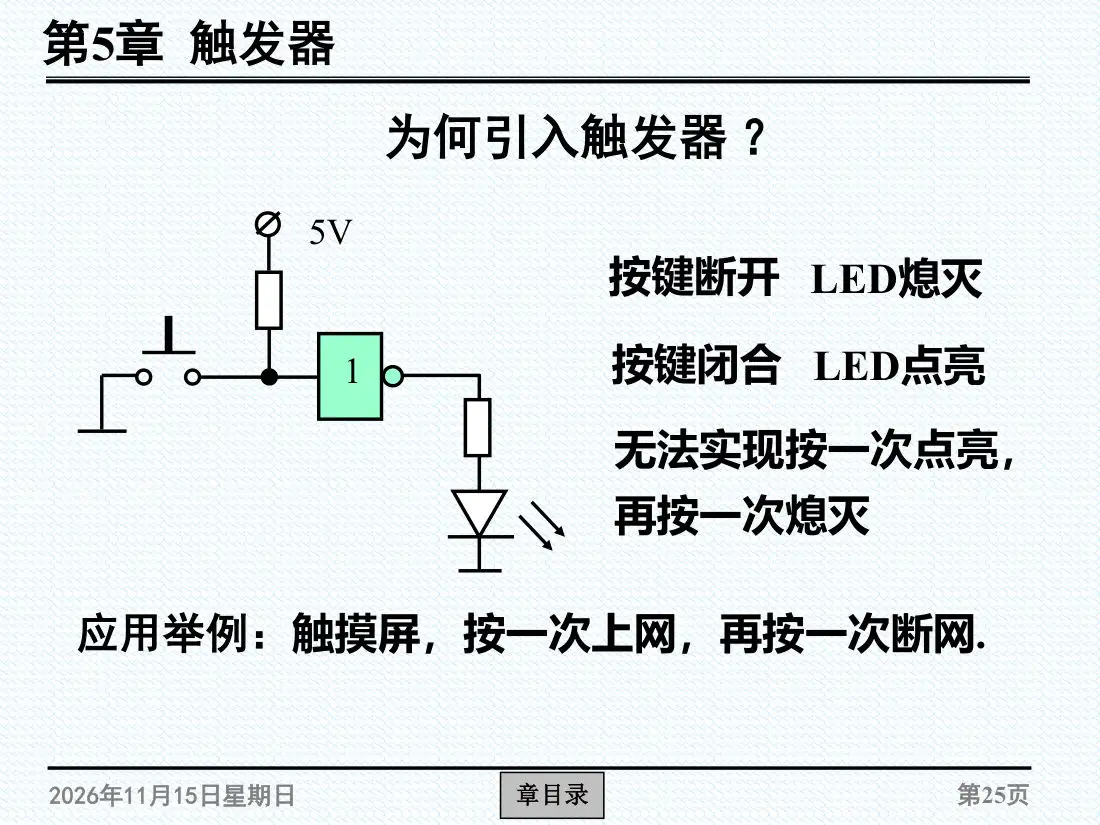 第5章 触发器
为何引入触发器？
5V
按键断开 LED熄灭
1
按键闭合 LED点亮
无法实现按一次点亮，
再按一次熄灭
应用举例：触摸屏，按一次上网，再按一次断网.
2026年11月15日星期日
章目录
第25页